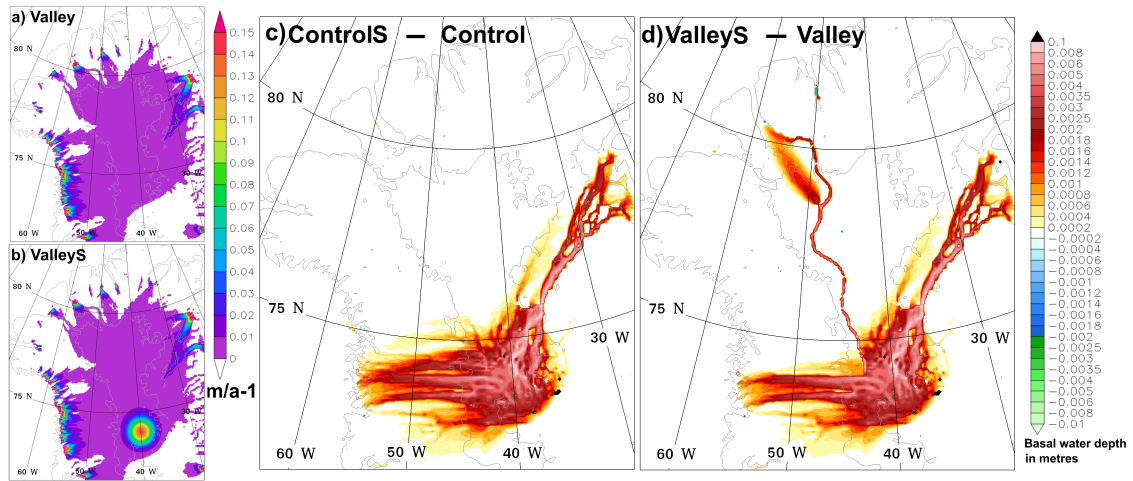 a) Valley
80 N
75 N
30 W
60 W
50 W
40 W
b) ValleyS
80 N
75 N
30 W
60 W
50 W
40 W
0.15
0.14
0.13
0.12
0.11
0.1
0.09
0.08
0.07
0.06
0.05
0.04
0.03
0.02
0.01
0
m/a-1
c) ControlS — Control
80 N
75 N
30 W
40 W
50 W
60 W
d) ValleyS — Valley
80 N
75 N
30 W
40 W
50 W
60 W
0.1
0.008
0.006
0.005
0.004
0.0035
0.003
0.0025
0.002
0.0018
0.0016
0.0014
0.0012
0.001
0.0008
0.0006
0.0004
0.0002
−0.0002
−0.0004
−0.0006
−0.0008
−0.001
−0.0012
−0.0014
−0.0016
−0.0018
−0.002
−0.0025
−0.003
−0.0035
−0.004
−0.005
−0.006
−0.008
−0.01
Basal water depth
in metres